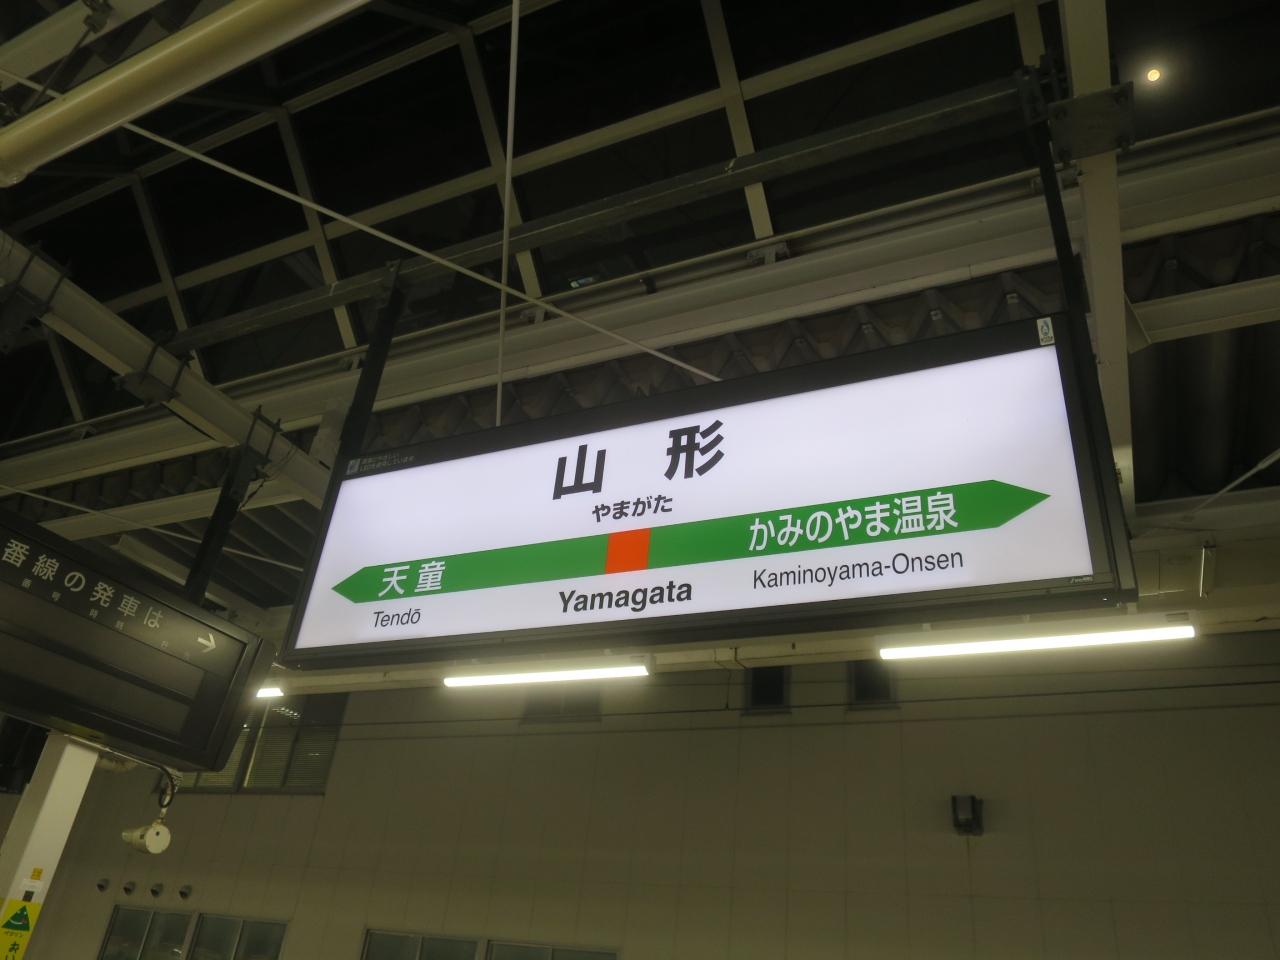 山 形
やまがた
天童
かみのやま温泉
Tendō
Yamagata
Kaminoyama-Onsen
番線の発車は →